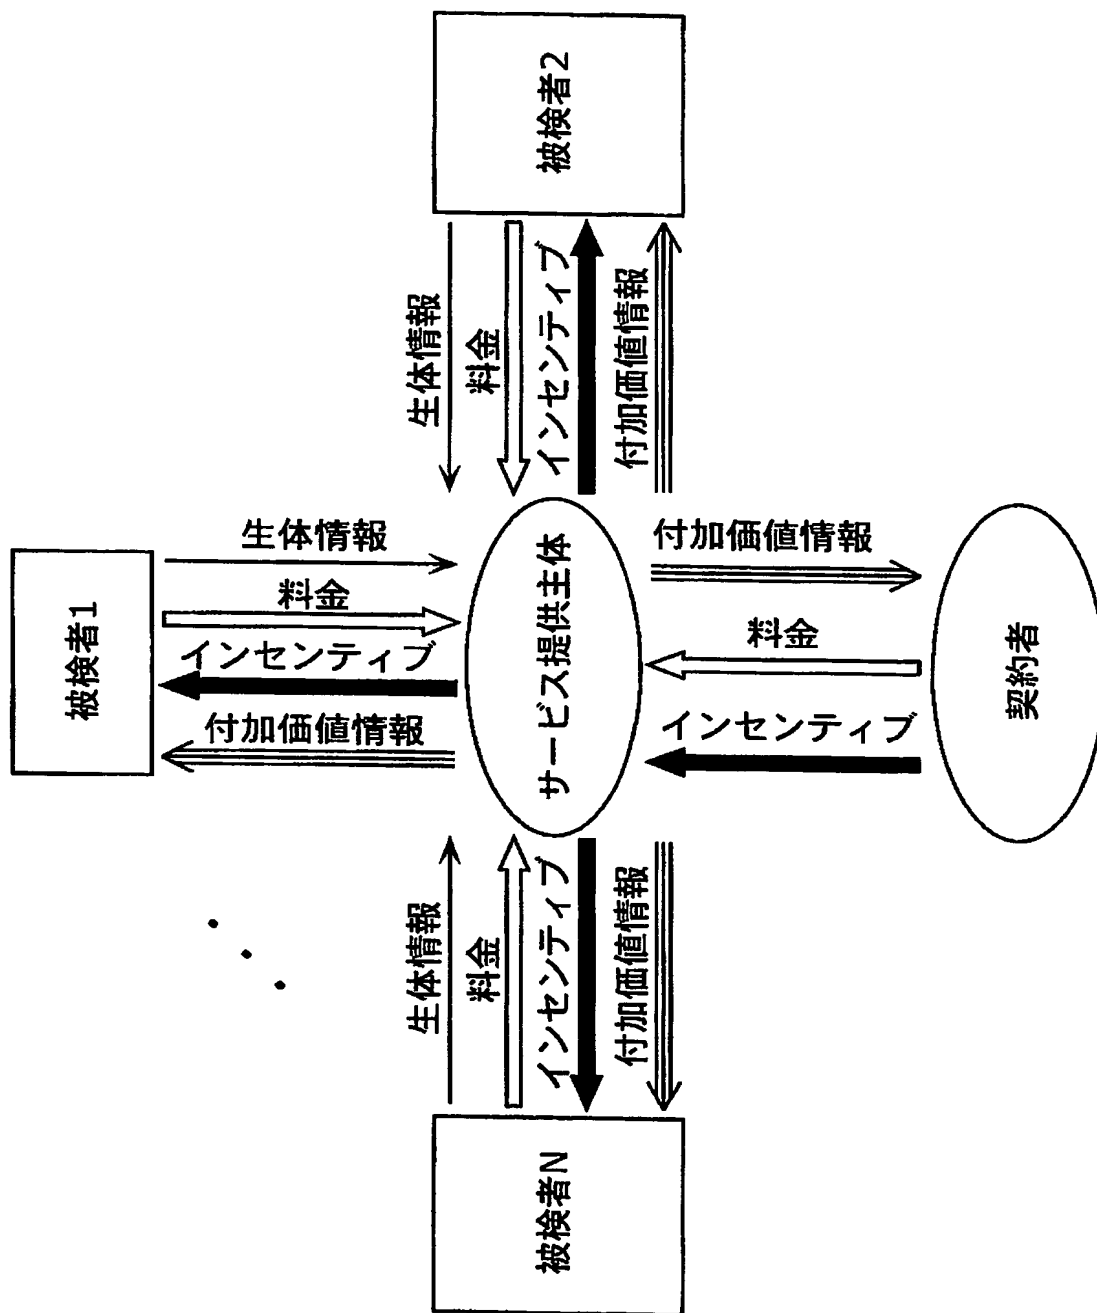 被検者1
生体情報
料金
インセンティブ
付加価値情報
被検者2
生体情報
料金
インセンティブ
付加価値情報
サービス提供主体
被検者N
生体情報
料金
インセンティブ
付加価値情報
付加価値情報
料金
インセンティブ
契約者